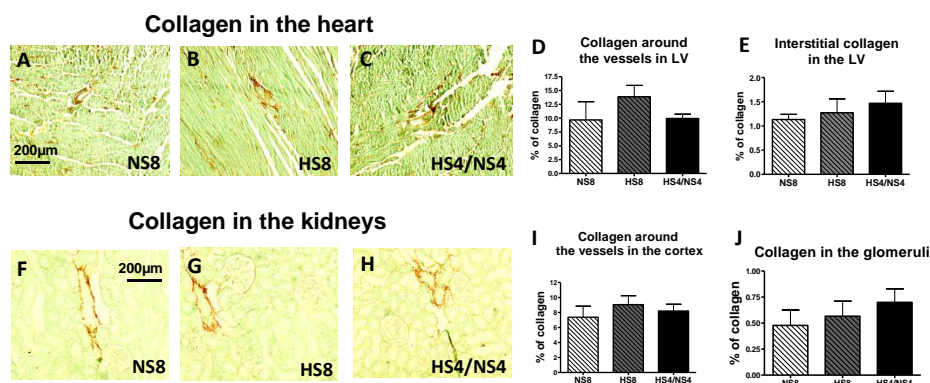 Collagen in the heart
A
200µm
NS8
B
HS8
C
HS4/NS4
D
Collagen around
the vessels in LV
% of collagen
17.5
15.0
12.5
10.0
7.5
5.0
2.5
0.0
NS8 HS8 HS4/NS4
E
Interstitial collagen
in the LV
% of collagen
2.0
1.5
1.0
0.5
0.0
NS8 HS8 HS4/NS4
Collagen in the kidneys
F
200µm
NS8
G
HS8
H
HS4/NS4
I
Collagen around
the vessels in the cortex
% of collagen
12
10
8
6
4
2
0
NS8 HS8 HS4/NS4
J
Collagen in the glomeruli
% of collagen
1.00
0.75
0.50
0.25
0.00
NS8 HS8 HS4/NS4